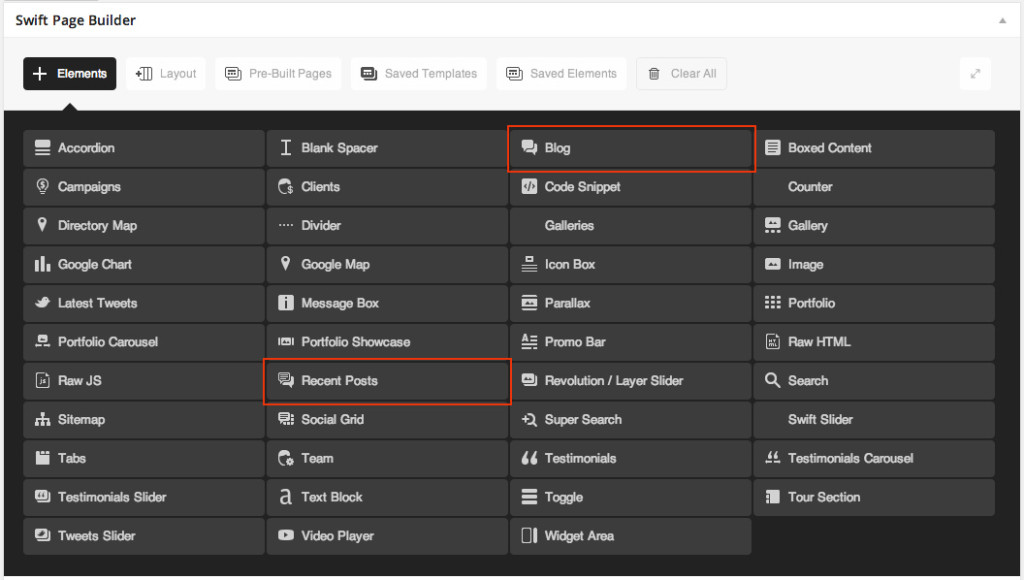 Swift Page Builder
Elements Layout Pre-Built Pages Saved Templates Saved Elements Clear All
Accordion Blank Spacer Blog Boxed Content
Campaigns Clients Code Snippet Counter
Directory Map Divider Galleries Gallery
Google Chart Google Map Icon Box Image
Latest Tweets Message Box Parallax Portfolio
Portfolio Carousel Portfolio Showcase Promo Bar Raw HTML
Raw JS Recent Posts Revolution / Layer Slider Search
Sitemap Social Grid Super Search Swift Slider
Tabs Team Testimonials Testimonials Carousel
Testimonials Slider Text Block Toggle Tour Section
Tweets Slider Video Player Widget Area